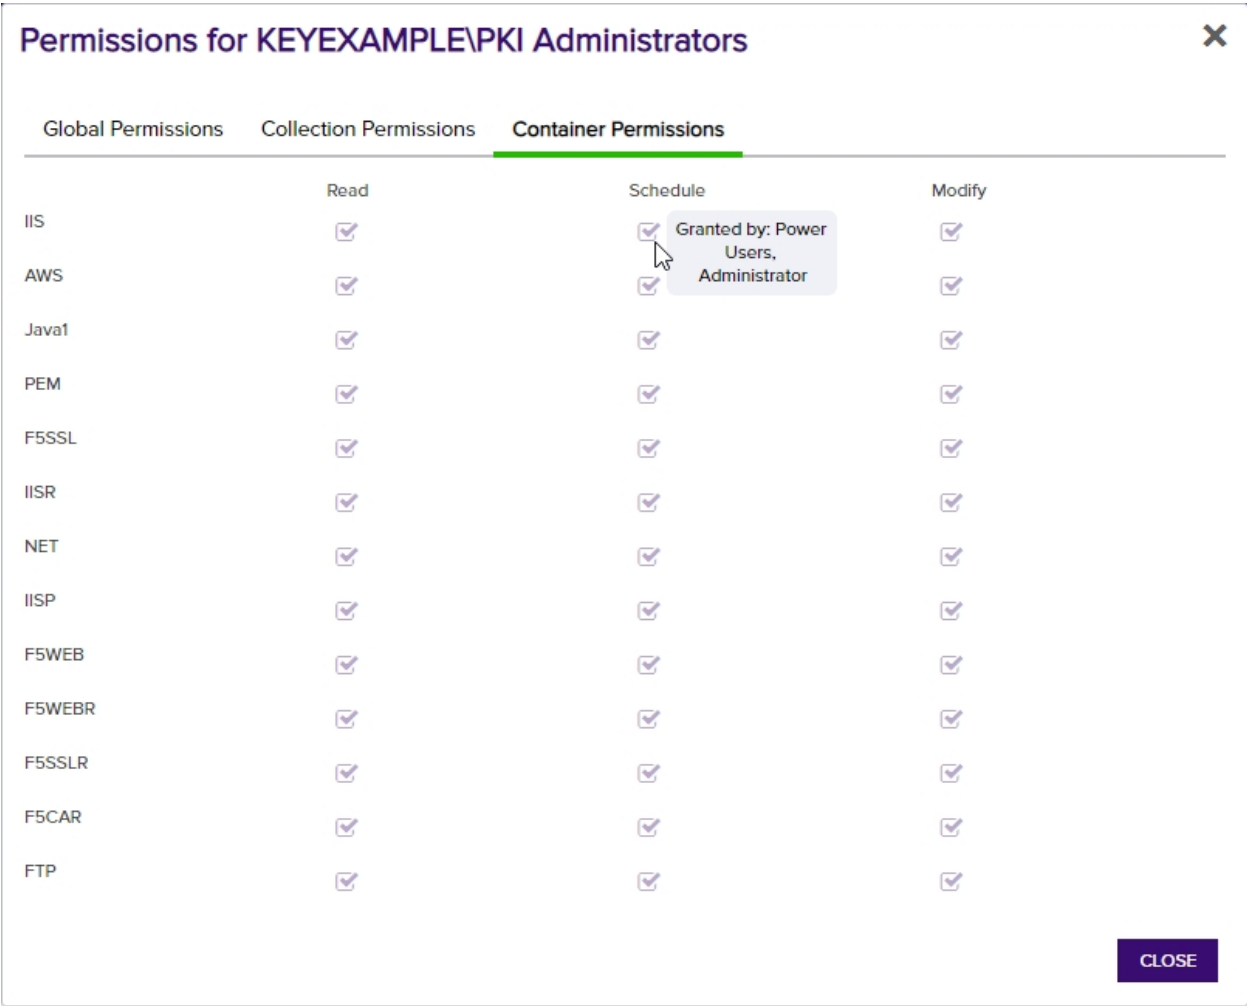 Permissions for KEYEXAMPLE\PKI Administrators
Global Permissions Collection Permissions Container Permissions
Read Schedule Modify
IIS
Granted by: Power
Users,
Administrator
AWS
Java1
PEM
F5SSL
IISR
NET
IISP
F5WEB
F5WEBR
F5SSLR
F5CAR
FTP
CLOSE